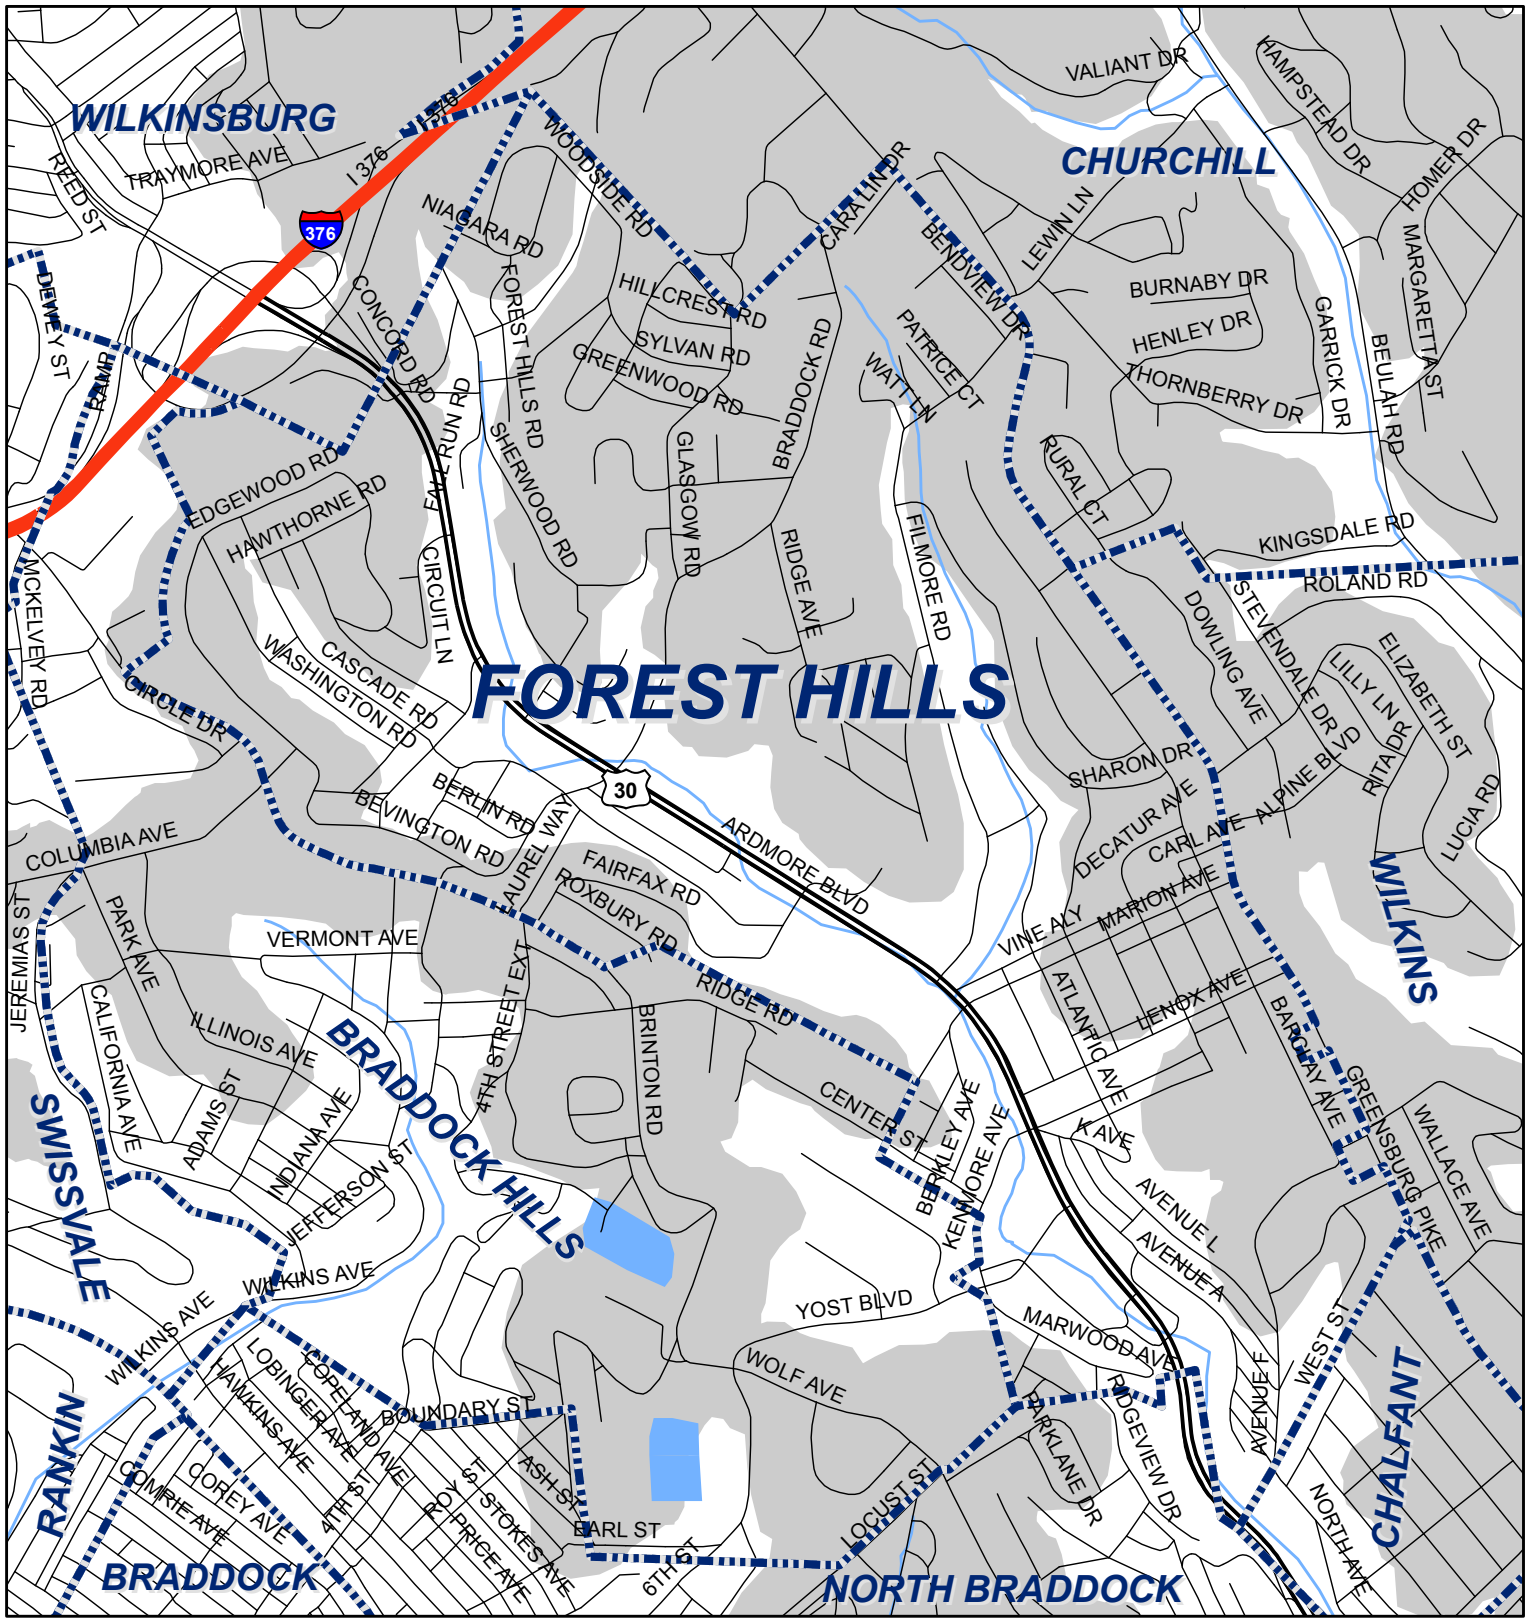 WILKINSBURG
TRAYMORE AVE
REED ST
I 376
I 376
376
NIAGARA RD
WOODSIDE RD
CARA LIN DR
VALIANT DR
HAMPSTEAD DR
HOMER DR
CHURCHILL
LEWIN LN
BENDVIEW DR
BURNABY DR
HENLEY DR
THORNBERRY DR
GARRICK DR
BEULAH RD
MARGARETTA ST
DEWEY ST
RAMP
CONCORD RD
FOREST HILLS RD
HILLCREST RD
SYLVAN RD
GREENWOOD RD
BRADDOCK RD
PATRICE CT
WATT LN
FALL RUN RD
SHERWOOD RD
GLASGOW RD
RURAL CT
EDGEWOOD RD
HAWTHORNE RD
CIRCUIT LN
RIDGE AVE
FILMORE RD
KINGSDALE RD
ROLAND RD
MCKELVEY RD
CIRCLE DR
CASCADE RD
WASHINGTON RD
FOREST HILLS
DOWLING AVE
STEVENDALE DR
LILLY LN
ELIZABETH ST
RITA DR
ALPINE BLVD
LUCIA RD
SHARON DR
DECATUR AVE
CARL AVE
30
BERLIN RD
BEVINGTON RD
LAUREL WAY
ARDMORE BLVD
FAIRFAX RD
ROXBURY RD
COLUMBIA AVE
PARK AVE
JEREMIAS ST
VERMONT AVE
MARION AVE
VINE ALY
WILKINS
RIDGE RD
4TH STREET EXT
BRINTON RD
ATLANTIC AVE
LENOX AVE
BARCLAY AVE
CALIFORNIA AVE
ILLINOIS AVE
BRADDOCK HILLS
ADAMS ST
INDIANA AVE
JEFFERSON ST
CENTER ST
BERKLEY AVE
KENMORE AVE
K AVE
GREENSBURG PIKE
WALLACE AVE
SWISSVALE
AVENUE L
AVENUE A
WILKINS AVE
WILKINS AVE
YOST BLVD
MARWOOD AVE
WEST ST
AVENUE F
LOBINGER AVE
COPELAND AVE
HAWKINS AVE
BOUNDARY ST
WOLF AVE
PARKLANE DR
RIDGEVIEW DR
CHALFANT
RANKIN
COMRIE AVE
COREY AVE
4TH ST
ROY ST
PRICE AVE
STOKES AVE
ASH ST
EARL ST
6TH ST
LOCUST ST
NORTH AVE
BRADDOCK
NORTH BRADDOCK